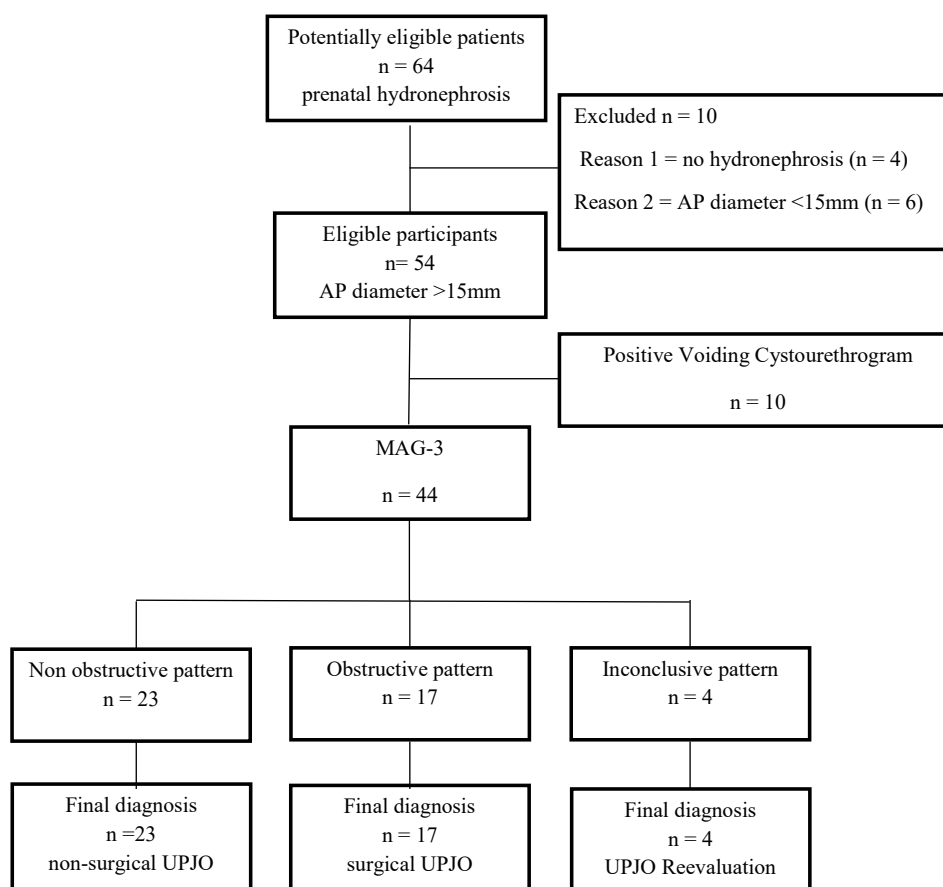 Potentially eligible patients
n = 64
prenatal hydronephrosis
Excluded n = 10
Reason 1 = no hydronephrosis (n = 4)
Reason 2 = AP diameter <15mm (n = 6)
Eligible participants
n= 54
AP diameter >15mm
Positive Voiding Cystourethrogram
n = 10
MAG-3
n = 44
Non obstructive pattern
n = 23
Obstructive pattern
n = 17
Inconclusive pattern
n = 4
Final diagnosis
n =23
non-surgical UPJO
Final diagnosis
n = 17
surgical UPJO
Final diagnosis
n = 4
UPJO Reevaluation